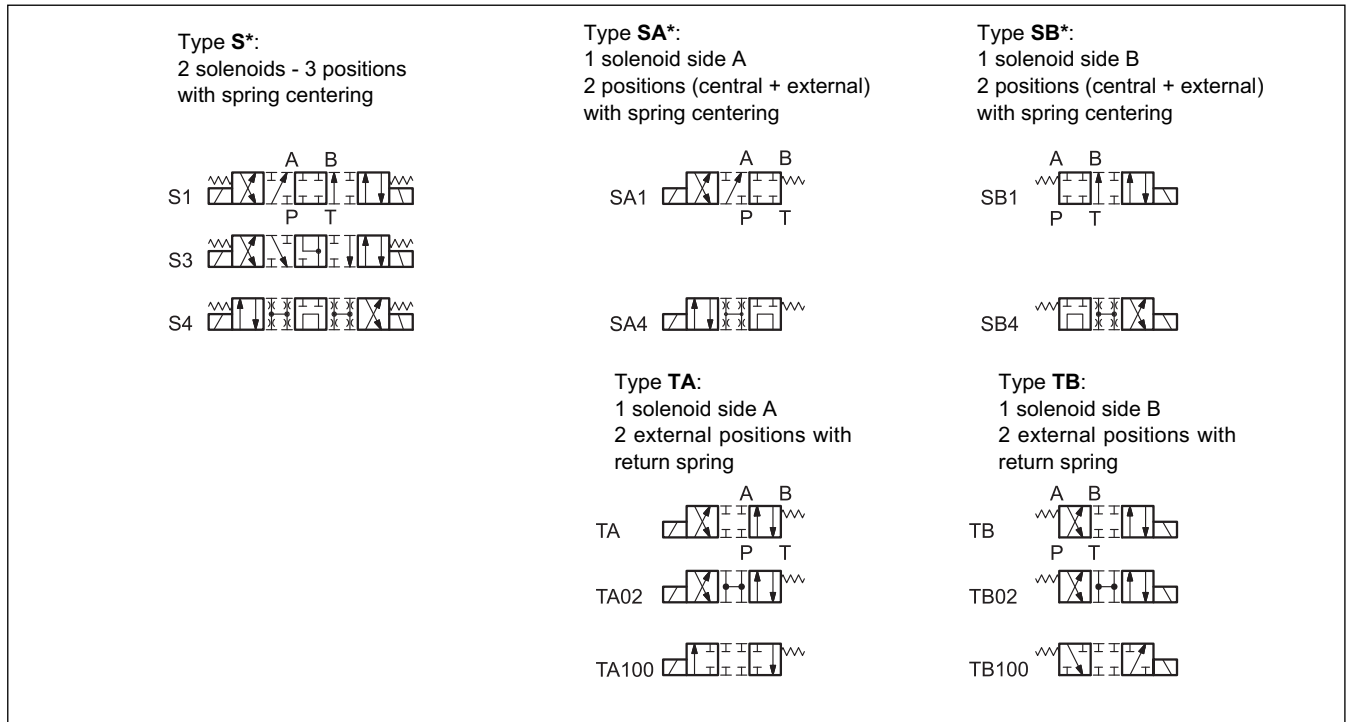 Type S*:
2 solenoids - 3 positions
with spring centering
Type SA*:
1 solenoid side A
2 positions (central + external)
with spring centering
Type SB*:
1 solenoid side B
2 positions (central + external)
with spring centering
A B
S1
P T
S3
S4
A B
SA1
P T
SA4
A B
SB1
P T
SB4
Type TA:
1 solenoid side A
2 external positions with
return spring
A B
TA
P T
TA02
TA100
Type TB:
1 solenoid side B
2 external positions with
return spring
A B
TB
P T
TB02
TB100